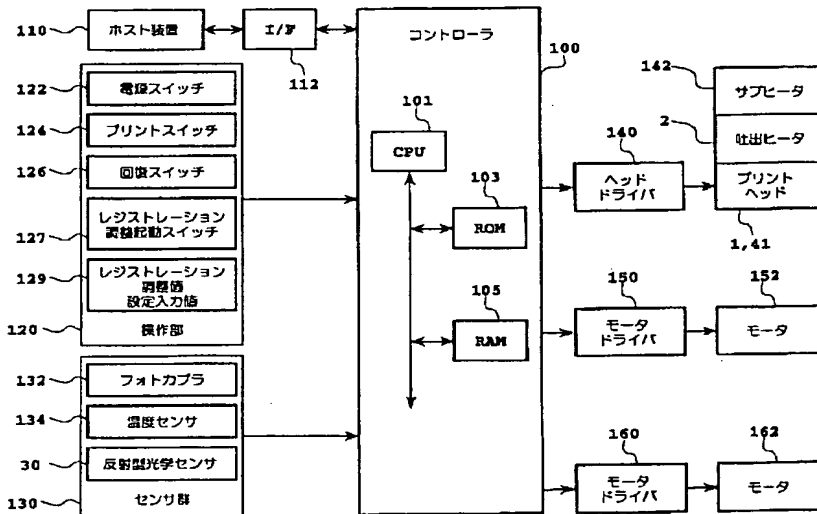 110
ホスト装置
I/F
112
コントローラ
100
122
電源スイッチ
124
プリントスイッチ
126
回復スイッチ
127
レジストレーション
調整起動スイッチ
129
レジストレーション
調整値
設定入力値
120
操作部
132
フォトカプラ
134
温度センサ
30
反射型光学センサ
130
センサ群
101
CPU
103
ROM
105
RAM
140
ヘッド
ドライバ
142
サブヒータ
2
吐出ヒータ
プリント
ヘッド
1,41
150
モータ
ドライバ
152
モータ
160
モータ
ドライバ
162
モータ